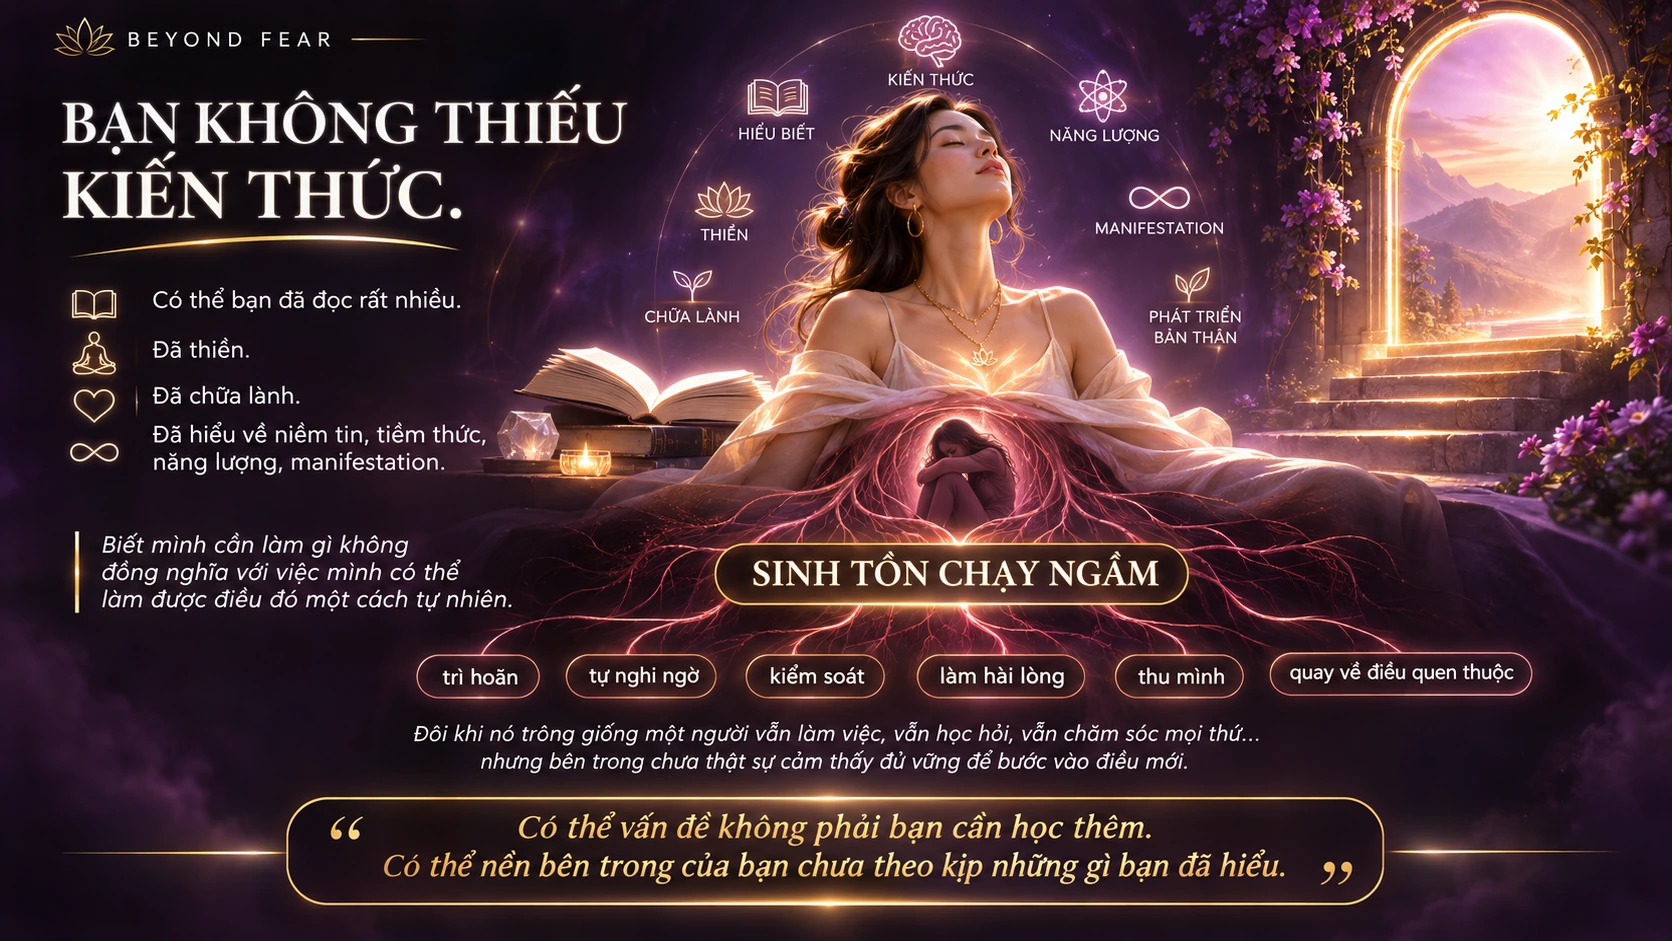 BEYOND FEAR
BẠN KHÔNG THIẾU
KIẾN THỨC.
Có thể bạn đã đọc rất nhiều.
Đã thiền.
Đã chữa lành.
Đã hiểu về niềm tin, tiềm thức,
năng lượng, manifestation.
Biết mình cần làm gì không
đồng nghĩa với việc mình có thể
làm được điều đó một cách tự nhiên.
KIẾN THỨC
HIỂU BIẾT
NĂNG LƯỢNG
THIỀN
MANIFESTATION
CHỮA LÀNH
PHÁT TRIỂN
BẢN THÂN
SINH TỒN CHẠY NGẦM
trì hoãn
tự nghi ngờ
kiểm soát
làm hài lòng
thu mình
quay về điều quen thuộc
Đôi khi nó trông giống một người vẫn làm việc, vẫn học hỏi, vẫn chăm sóc mọi thứ...
nhưng bên trong chưa thật sự cảm thấy đủ vững để bước vào điều mới.
“ Có thể vấn đề không phải bạn cần học thêm.
Có thể nền bên trong của bạn chưa theo kịp những gì bạn đã hiểu. ”